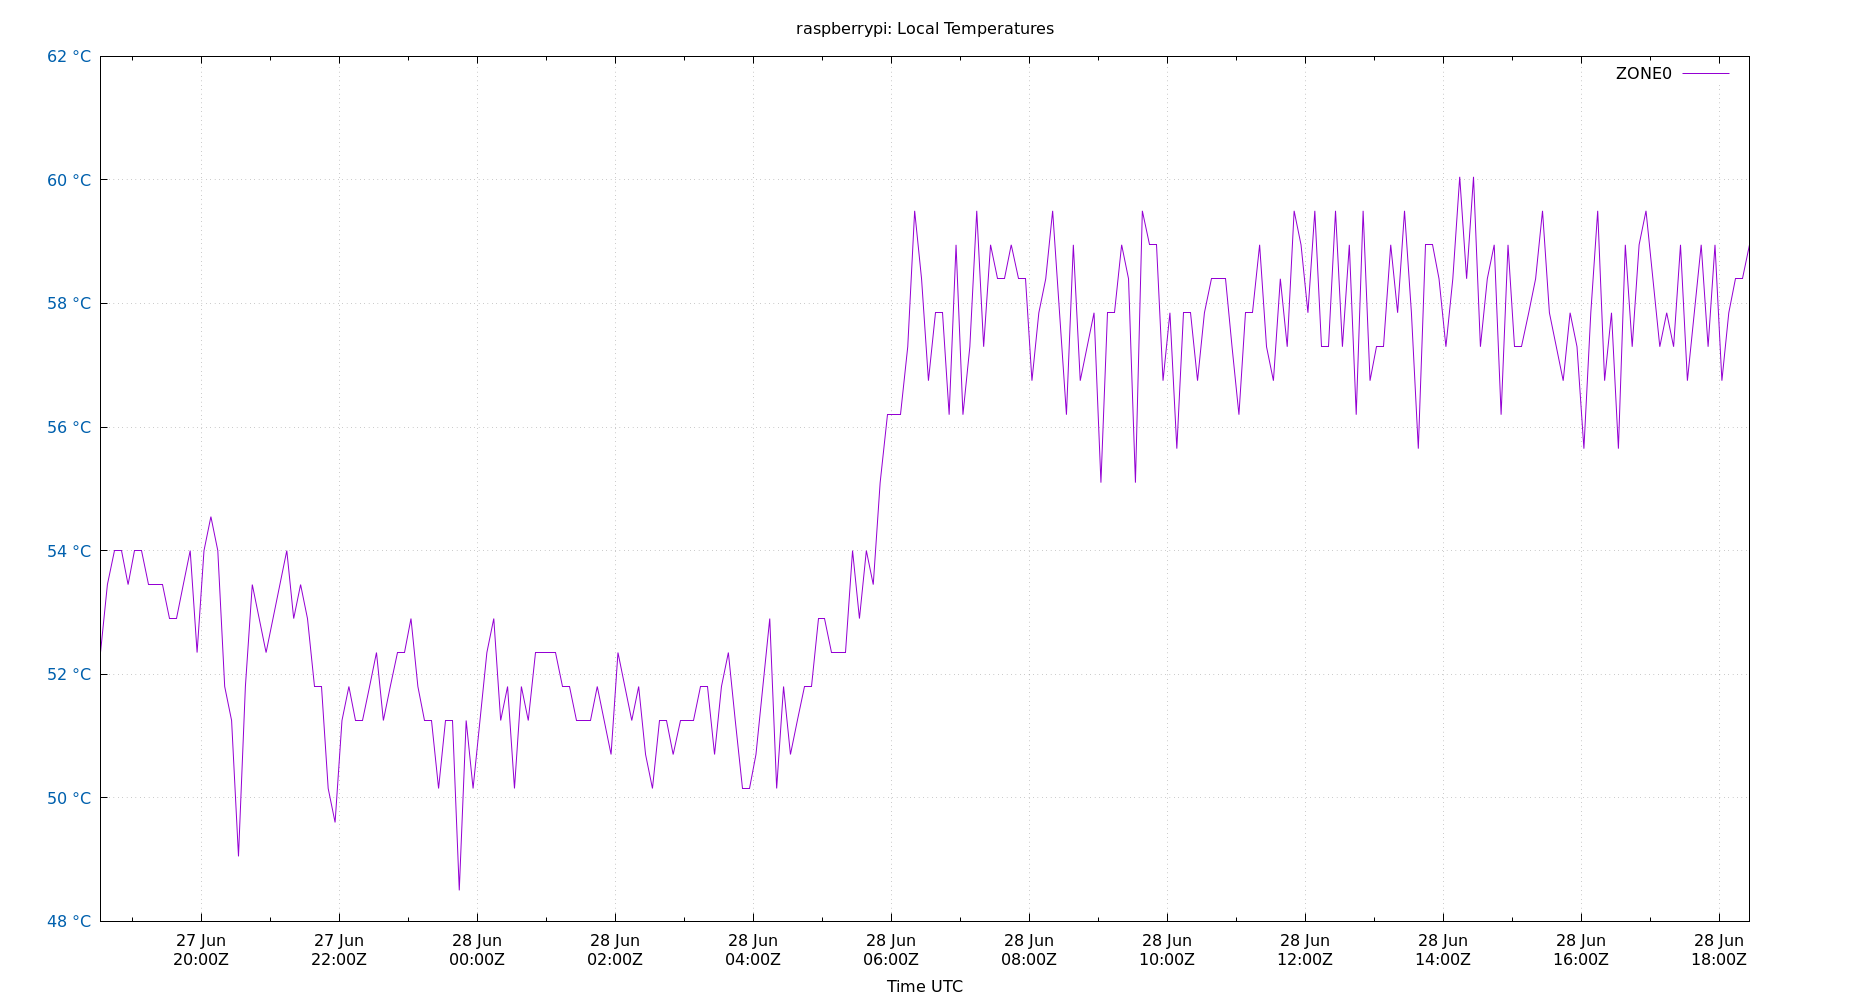 raspberrypi: Local Temperatures
ZONE0
62 °C
60 °C
58 °C
56 °C
54 °C
52 °C
50 °C
48 °C
27 Jun 27 Jun 28 Jun 28 Jun 28 Jun 28 Jun 28 Jun 28 Jun 28 Jun 28 Jun 28 Jun 28 Jun
20:00Z 22:00Z 00:00Z 02:00Z 04:00Z 06:00Z 08:00Z 10:00Z 12:00Z 14:00Z 16:00Z 18:00Z
Time UTC